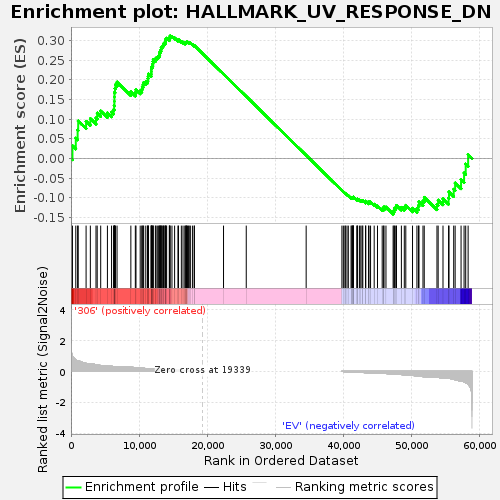 Enrichment plot: HALLMARK_UV_RESPONSE_DN
Enrichment score (ES)
0.30
0.25
0.20
0.15
0.10
0.05
0.00
-0.05
-0.10
-0.15
'306' (positively correlated)
Ranked list metric (Signal2Noise)
4
2
0
-2
-4
Zero cross at 19339
'EV' (negatively correlated)
0
10,000
20,000
30,000
40,000
50,000
60,000
Rank in Ordered Dataset
Enrichment profile
Hits
Ranking metric scores